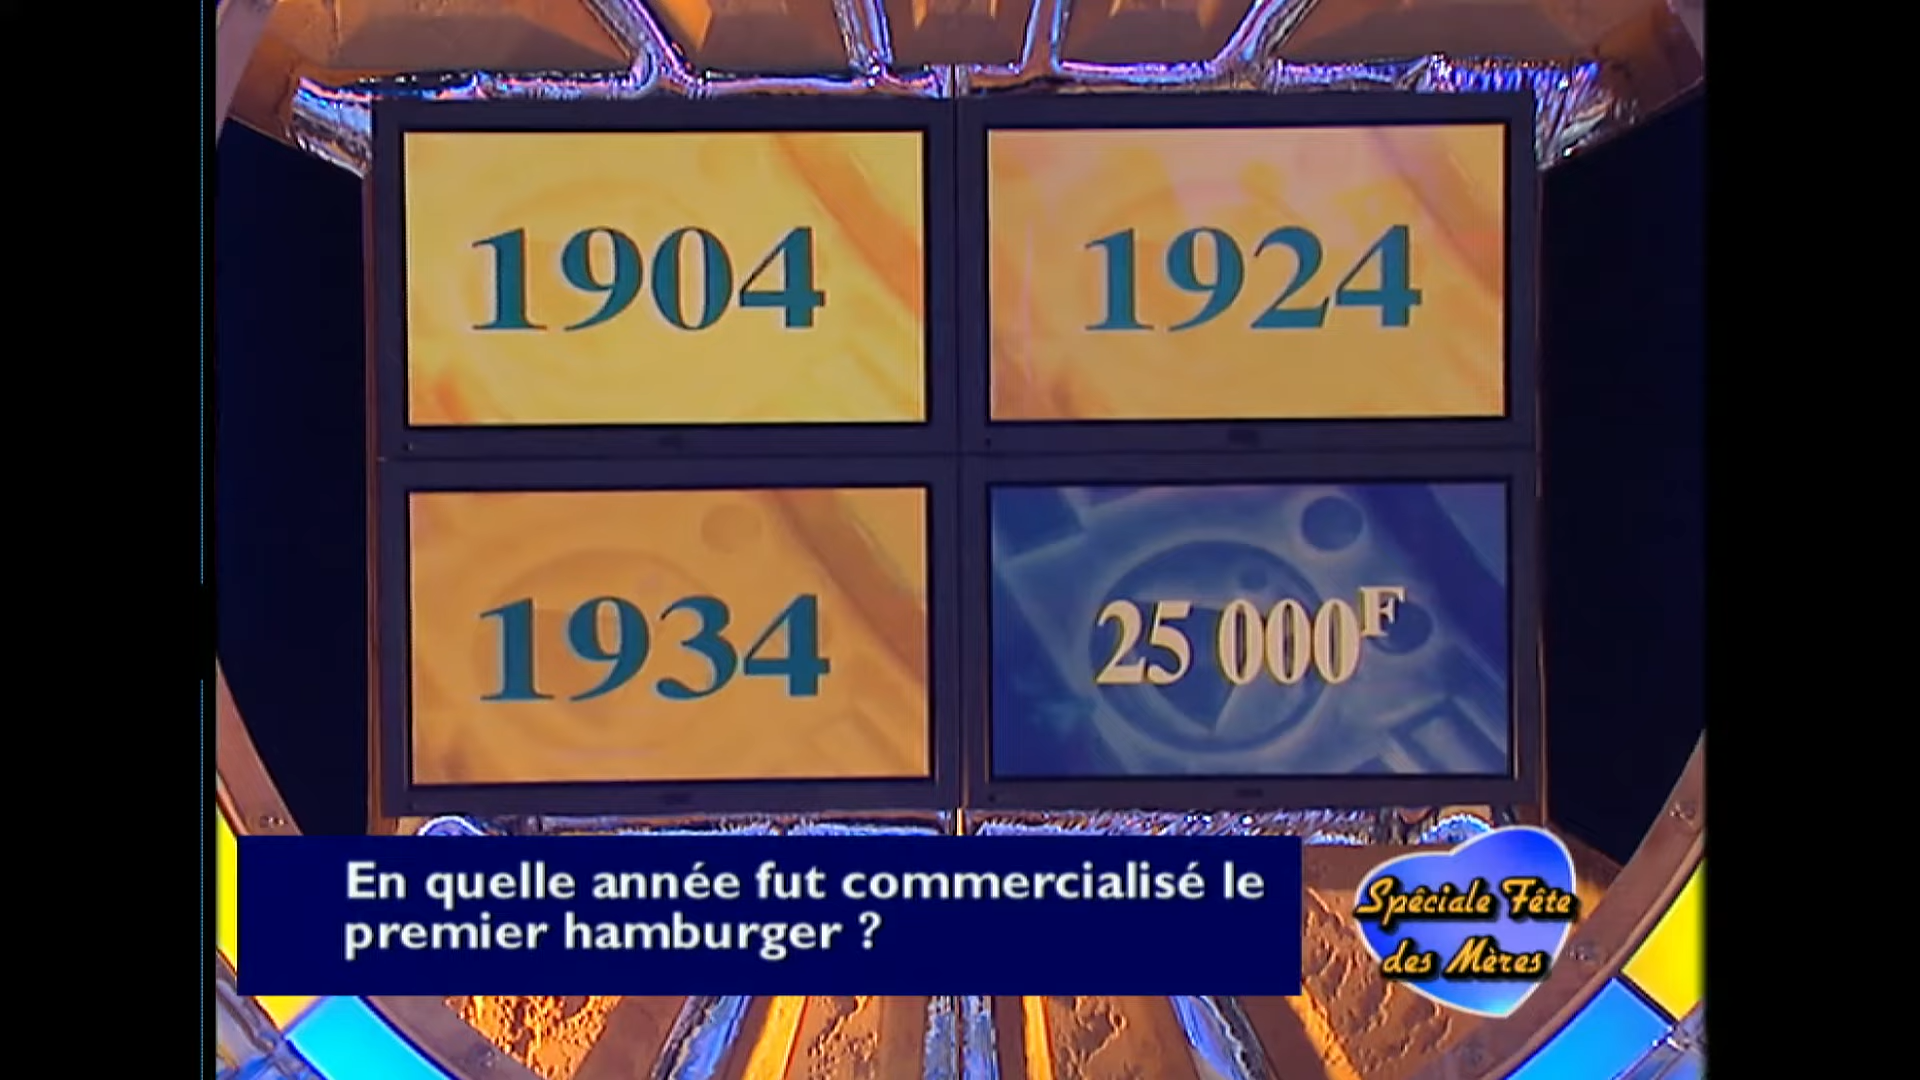 1904
1924
1934
25 000F
En quelle année fut commercialisé le
premier hamburger ?
Spéciale Fête
des Mères